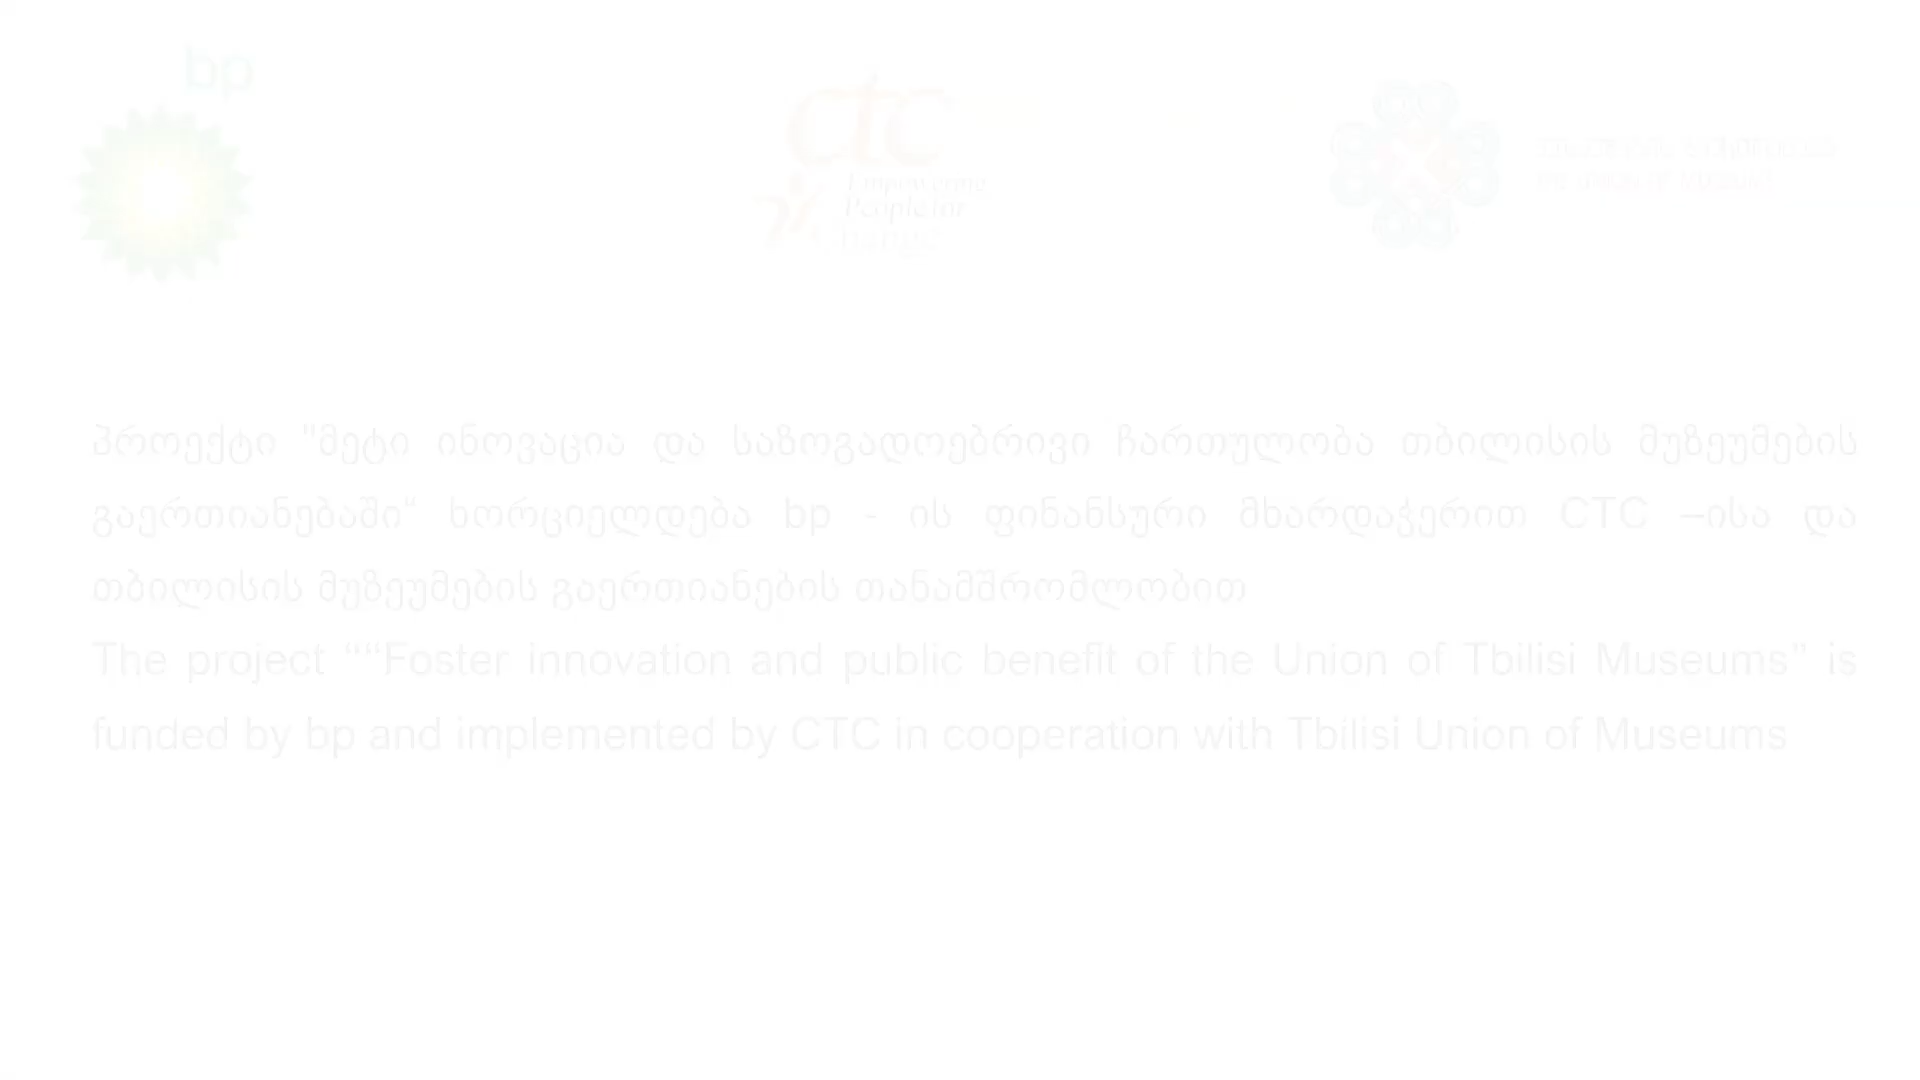 bp
ctc
Empowering
People for
Change
პროექტი "მეტი ინოვაცია და საზოგადოებრივი ჩართულობა თბილისის მუზეუმების
გაერთიანებაში“ ხორციელდება bp - ის ფინანსური მხარდაჭერით CTC –ისა და
თბილისის მუზეუმების გაერთიანების თანამშრომლობით
The project ““Foster innovation and public benefit of the Union of Tbilisi Museums” is
funded by bp and implemented by CTC in cooperation with Tbilisi Union of Museums